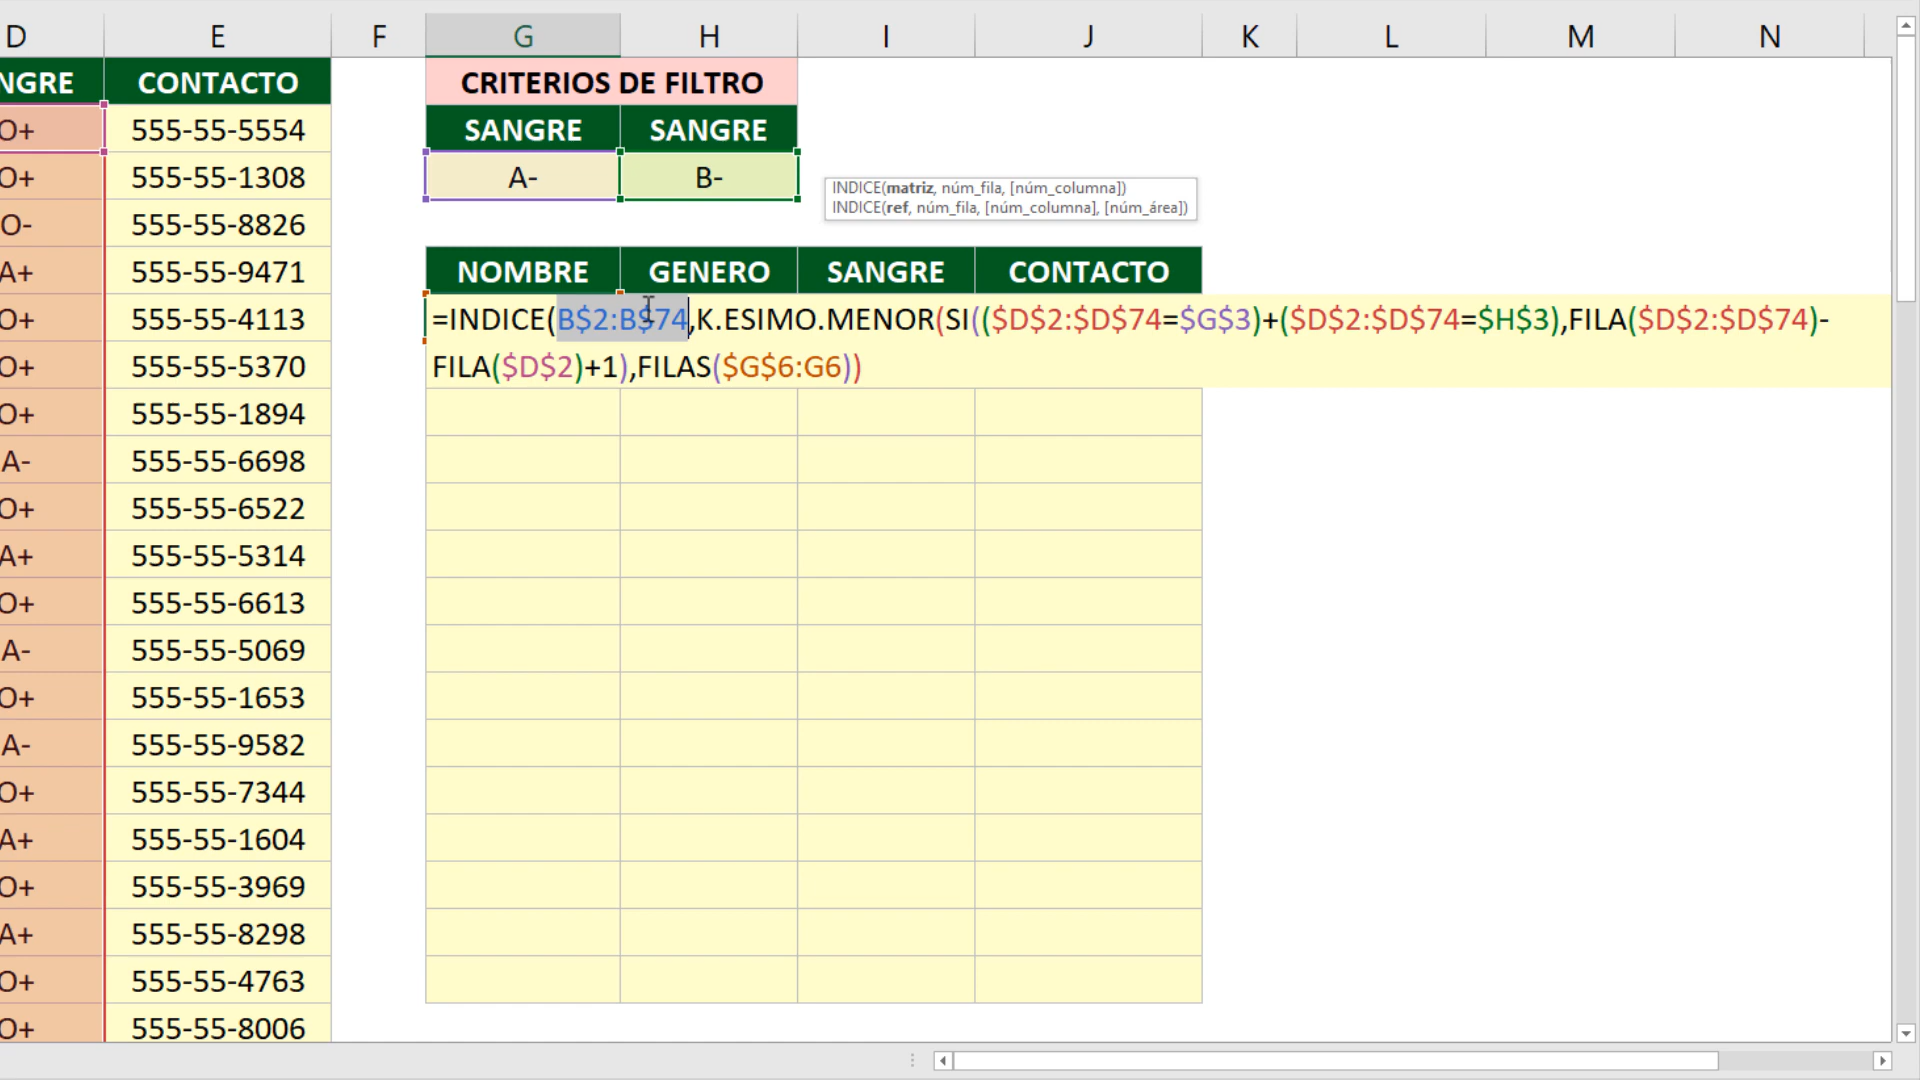 D E F G H I J K L M N
NGRE CONTACTO CRITERIOS DE FILTRO
O+ 555-55-5554 SANGRE SANGRE
O+ 555-55-1308 A- B-
INDICE(matriz, núm_fila, [núm_columna])
INDICE(ref, núm_fila, [núm_columna], [núm_área])
O- 555-55-8826
A+ 555-55-9471 NOMBRE GENERO SANGRE CONTACTO
O+ 555-55-4113 =INDICE(B$2:B$74,K.ESIMO.MENOR(SI(($D$2:$D$74=$G$3)+($D$2:$D$74=$H$3),FILA($D$2:$D$74)-
O+ 555-55-5370 FILA($D$2)+1),FILAS($G$6:G6))
O+ 555-55-1894
A- 555-55-6698
O+ 555-55-6522
A+ 555-55-5314
O+ 555-55-6613
A- 555-55-5069
O+ 555-55-1653
A- 555-55-9582
O+ 555-55-7344
A+ 555-55-1604
O+ 555-55-3969
A+ 555-55-8298
O+ 555-55-4763
O+ 555-55-8006